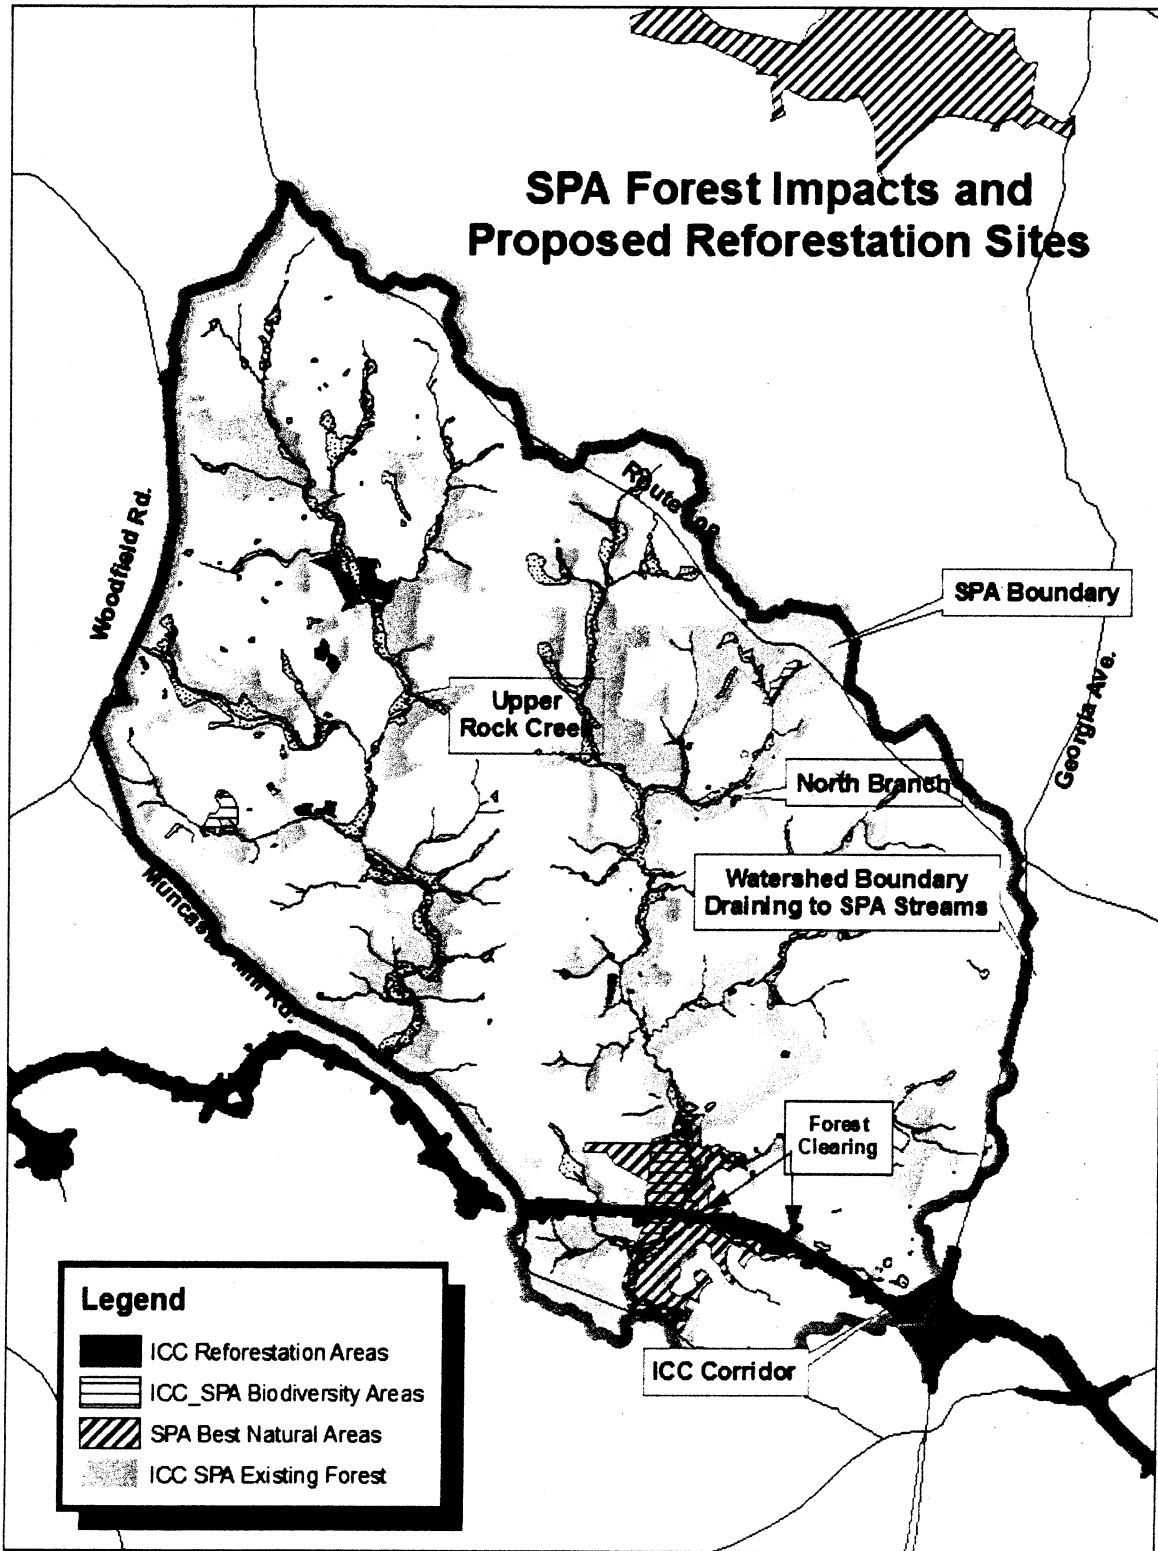 SPA Forest Impacts and
Proposed Reforestation Sites
Woodfield Rd.
SPA Boundary
Georgia Ave.
Upper
Rock Creek
North Branch
Watershed Boundary
Draining to SPA Streams
Rd.
Forest
Clearing
ICC Corridor
Legend
ICC Reforestation Areas
ICC_SPA Biodiversity Areas
SPA Best Natural Areas
ICC SPA Existing Forest
Route